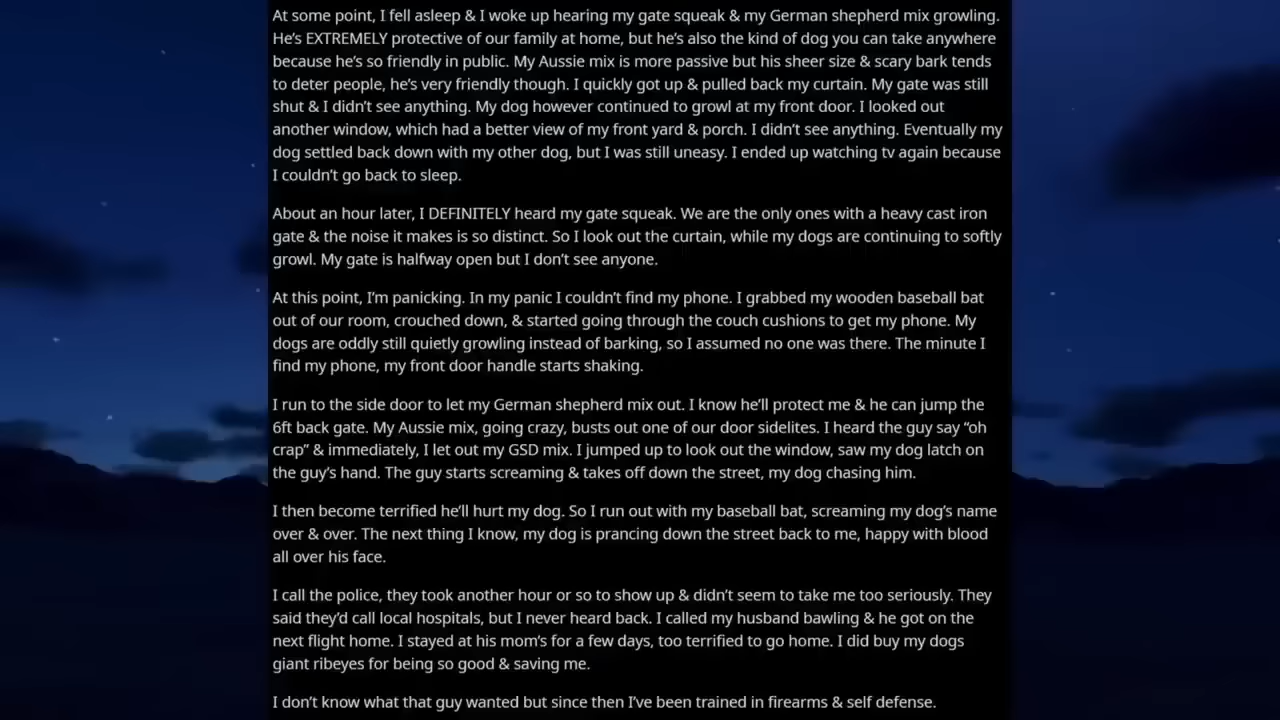 At some point, I fell asleep & I woke up hearing my gate squeak & my German shepherd mix growling.
He’s EXTREMELY protective of our family at home, but he’s also the kind of dog you can take anywhere
because he’s so friendly in public. My Aussie mix is more passive but his sheer size & scary bark tends
to deter people, he’s very friendly though. I quickly got up & pulled back my curtain. My gate was still
shut & I didn’t see anything. My dog however continued to growl at my front door. I looked out
another window, which had a better view of my front yard & porch. I didn’t see anything. Eventually my
dog settled back down with my other dog, but I was still uneasy. I ended up watching tv again because
I couldn’t go back to sleep.
About an hour later, I DEFINITELY heard my gate squeak. We are the only ones with a heavy cast iron
gate & the noise it makes is so distinct. So I look out the curtain, while my dogs are continuing to softly
growl. My gate is halfway open but I don’t see anyone.
At this point, I’m panicking. In my panic I couldn’t find my phone. I grabbed my wooden baseball bat
out of our room, crouched down, & started going through the couch cushions to get my phone. My
dogs are oddly still quietly growling instead of barking, so I assumed no one was there. The minute I
find my phone, my front door handle starts shaking.
I run to the side door to let my German shepherd mix out. I know he’ll protect me & he can jump the
6ft back gate. My Aussie mix, going crazy, busts out one of our door sidelites. I heard the guy say “oh
crap” & immediately, I let out my GSD mix. I jumped up to look out the window, saw my dog latch on
the guy’s hand. The guy starts screaming & takes off down the street, my dog chasing him.
I then become terrified he’ll hurt my dog. So I run out with my baseball bat, screaming my dog’s name
over & over. The next thing I know, my dog is prancing down the street back to me, happy with blood
all over his face.
I call the police, they took another hour or so to show up & didn’t seem to take me too seriously. They
said they’d call local hospitals, but I never heard back. I called my husband bawling & he got on the
next flight home. I stayed at his mom’s for a few days, too terrified to go home. I did buy my dogs
giant ribeyes for being so good & saving me.
I don’t know what that guy wanted but since then I’ve been trained in firearms & self defense.